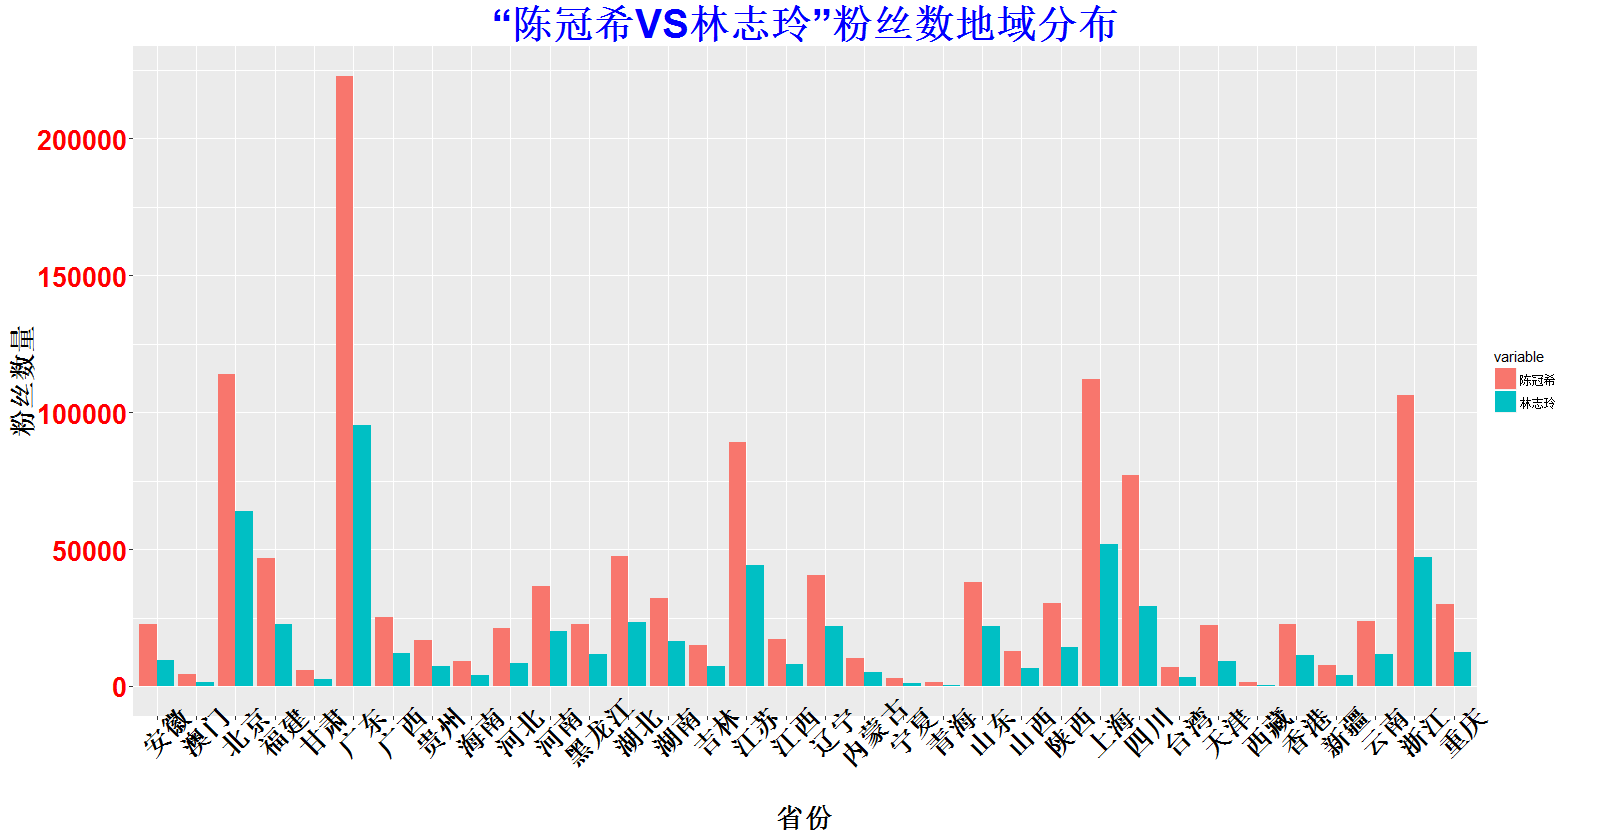 “陈冠希VS林志玲”粉丝数地域分布
粉丝数量
200000
150000
100000
50000
0
variable
陈冠希
林志玲
安徽
澳门
北京
福建
甘肃
广东
广西
贵州
海南
河北
河南
黑龙江
湖北
湖南
吉林
江苏
江西
辽宁
内蒙古
宁夏
青海
山东
山西
陕西
上海
四川
台湾
天津
西藏
香港
新疆
云南
浙江
重庆
省份